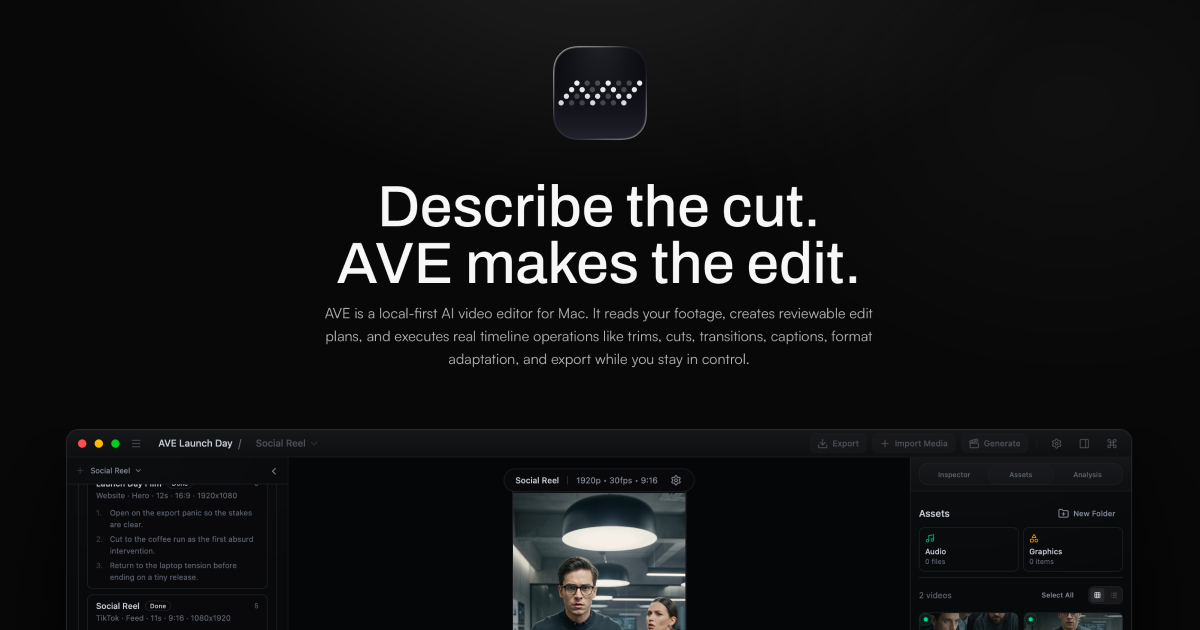 Describe the cut.
AVE makes the edit.
AVE is a local-first AI video editor for Mac. It reads your footage, creates reviewable edit
plans, and executes real timeline operations like trims, cuts, transitions, captions, format
adaptation, and export while you stay in control.
AVE Launch Day / Social Reel
Export
Import Media
Generate
Social Reel
Launch Day Film Done
Website · Hero · 12s · 16:9 · 1920x1080
1. Open on the export panic so the stakes
are clear.
2. Cut to the coffee run as the first absurd
intervention.
3. Return to the laptop tension before
ending on a tiny release.
Social Reel Done 5
TikTok · Feed · 11s · 9:16 · 1080x1920
Social Reel | 1920p • 30fps • 9:16
Inspector Assets Analysis
Assets
New Folder
Audio
0 files
Graphics
0 items
2 videos
Select All